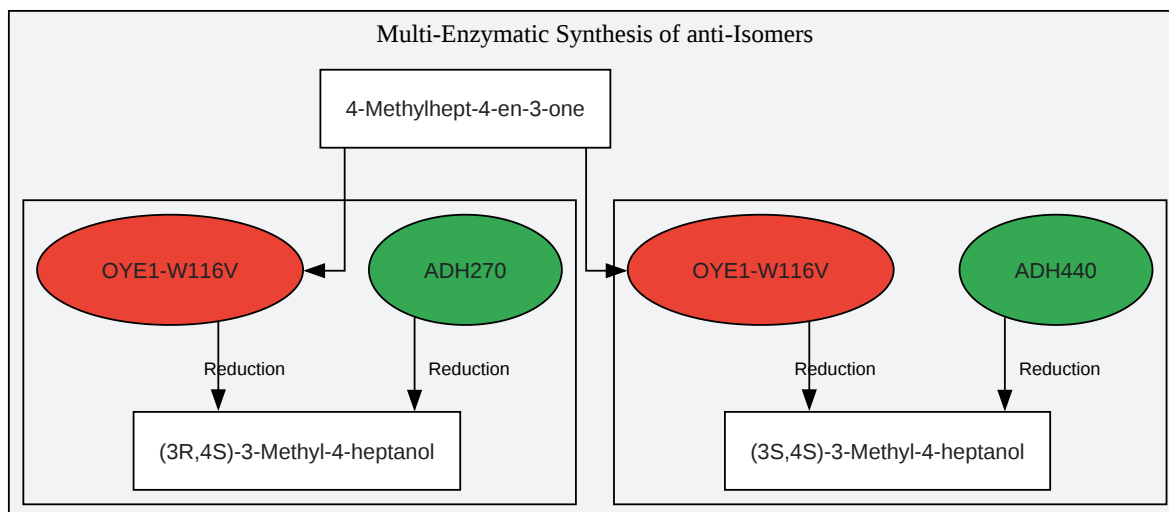 Multi-Enzymatic Synthesis of anti-Isomers
4-Methylhept-4-en-3-one
OYE1-W116V
ADH270
OYE1-W116V
ADH440
Reduction
Reduction
Reduction
Reduction
(3R,4S)-3-Methyl-4-heptanol
(3S,4S)-3-Methyl-4-heptanol